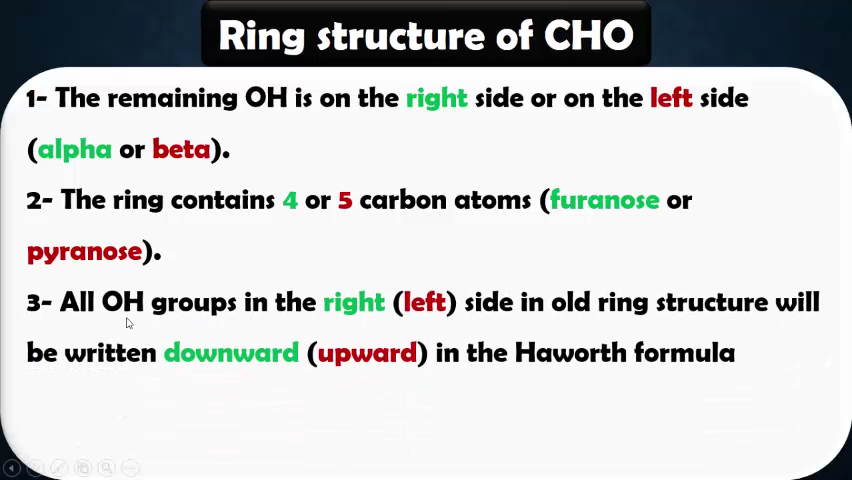 Ring structure of CHO
1- The remaining OH is on the right side or on the left side
(alpha or beta).
2- The ring contains 4 or 5 carbon atoms (furanose or
pyranose).
3- All OH groups in the right (left) side in old ring structure will
be written downward (upward) in the Haworth formula